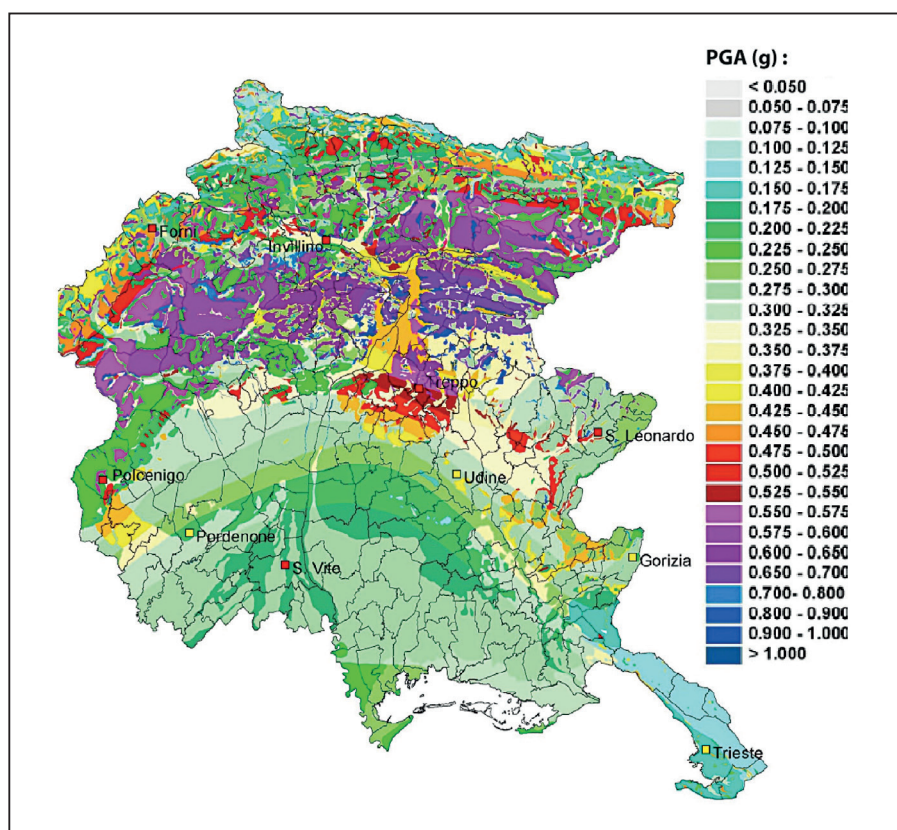 PGA (g) :
< 0.050
0.050 - 0.075
0.075 - 0.100
0.100 - 0.125
0.125 - 0.150
0.150 - 0.175
0.175 - 0.200
0.200 - 0.225
0.225 - 0.250
0.250 - 0.275
0.275 - 0.300
0.300 - 0.325
0.325 - 0.350
0.350 - 0.375
0.375 - 0.400
0.400 - 0.425
0.425 - 0.450
0.450 - 0.475
0.475 - 0.500
0.500 - 0.525
0.525 - 0.550
0.550 - 0.575
0.575 - 0.600
0.600 - 0.650
0.650 - 0.700
0.700- 0.800
0.800 - 0.900
0.900 - 1.000
> 1.000
Forni
Invillino
Treppo
S. Leonardo
Polcenigo
Udine
Pordenone
Gorizia
S. Vito
Trieste